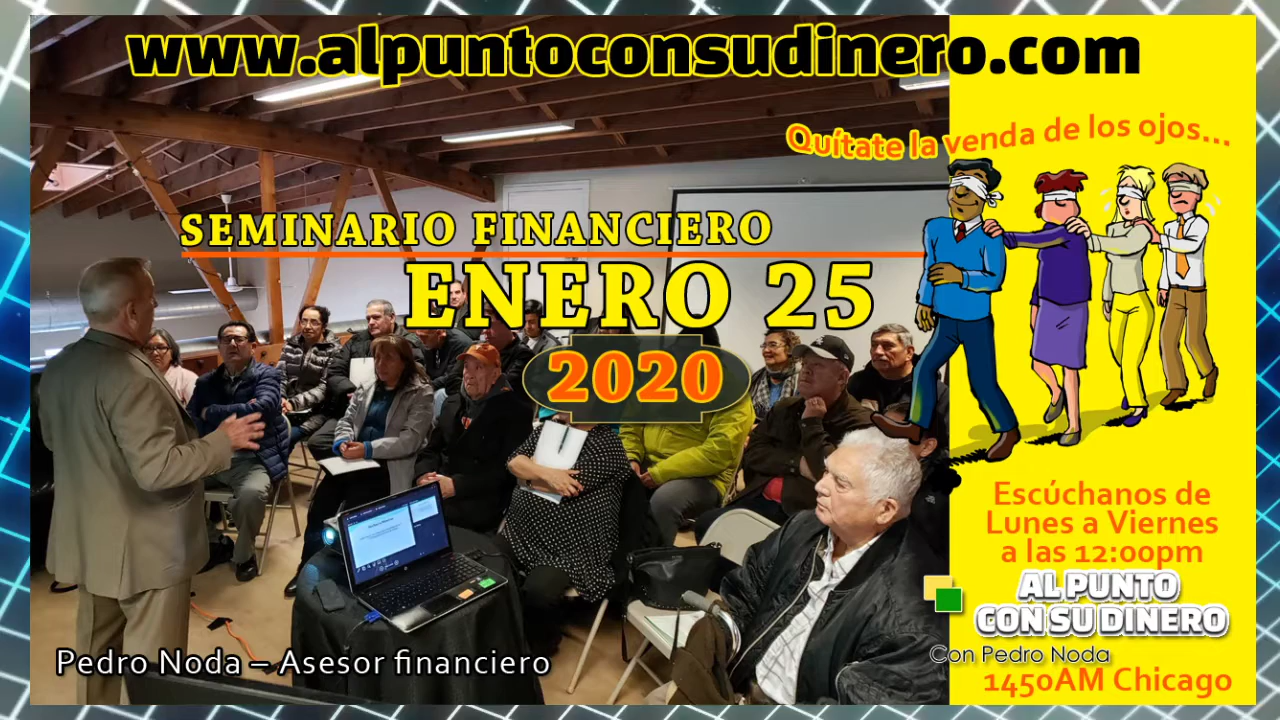 www.alpuntoconsudinero.com
Quítate la venda de los ojos...
SEMINARIO FINANCIERO
ENERO 25
2020
Escúchanos de
Lunes a Viernes
a las 12:00pm
AL PUNTO
CON SU DINERO
Con Pedro Noda
1450AM Chicago
Pedro Noda – Asesor financiero